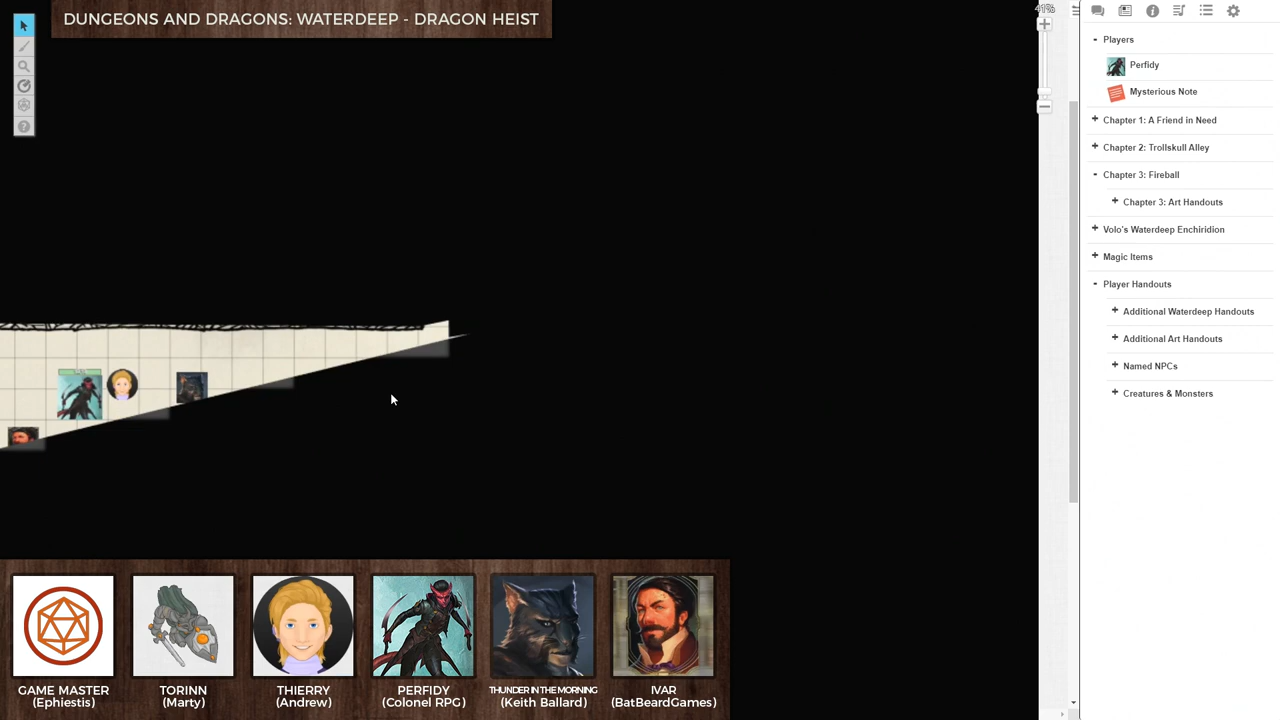 DUNGEONS AND DRAGONS: WATERDEEP - DRAGON HEIST
41%
Players
Perfidy
Mysterious Note
Chapter 1: A Friend in Need
Chapter 2: Trollskull Alley
Chapter 3: Fireball
Chapter 3: Art Handouts
Volo's Waterdeep Enchiridion
Magic Items
Player Handouts
Additional Waterdeep Handouts
Additional Art Handouts
Named NPCs
Creatures & Monsters
GAME MASTER
(Ephiestis)
TORINN
(Marty)
THIERRY
(Andrew)
PERFIDY
(Colonel RPG)
THUNDER IN THE MORNING
(Keith Ballard)
IVAR
(BatBeardGames)